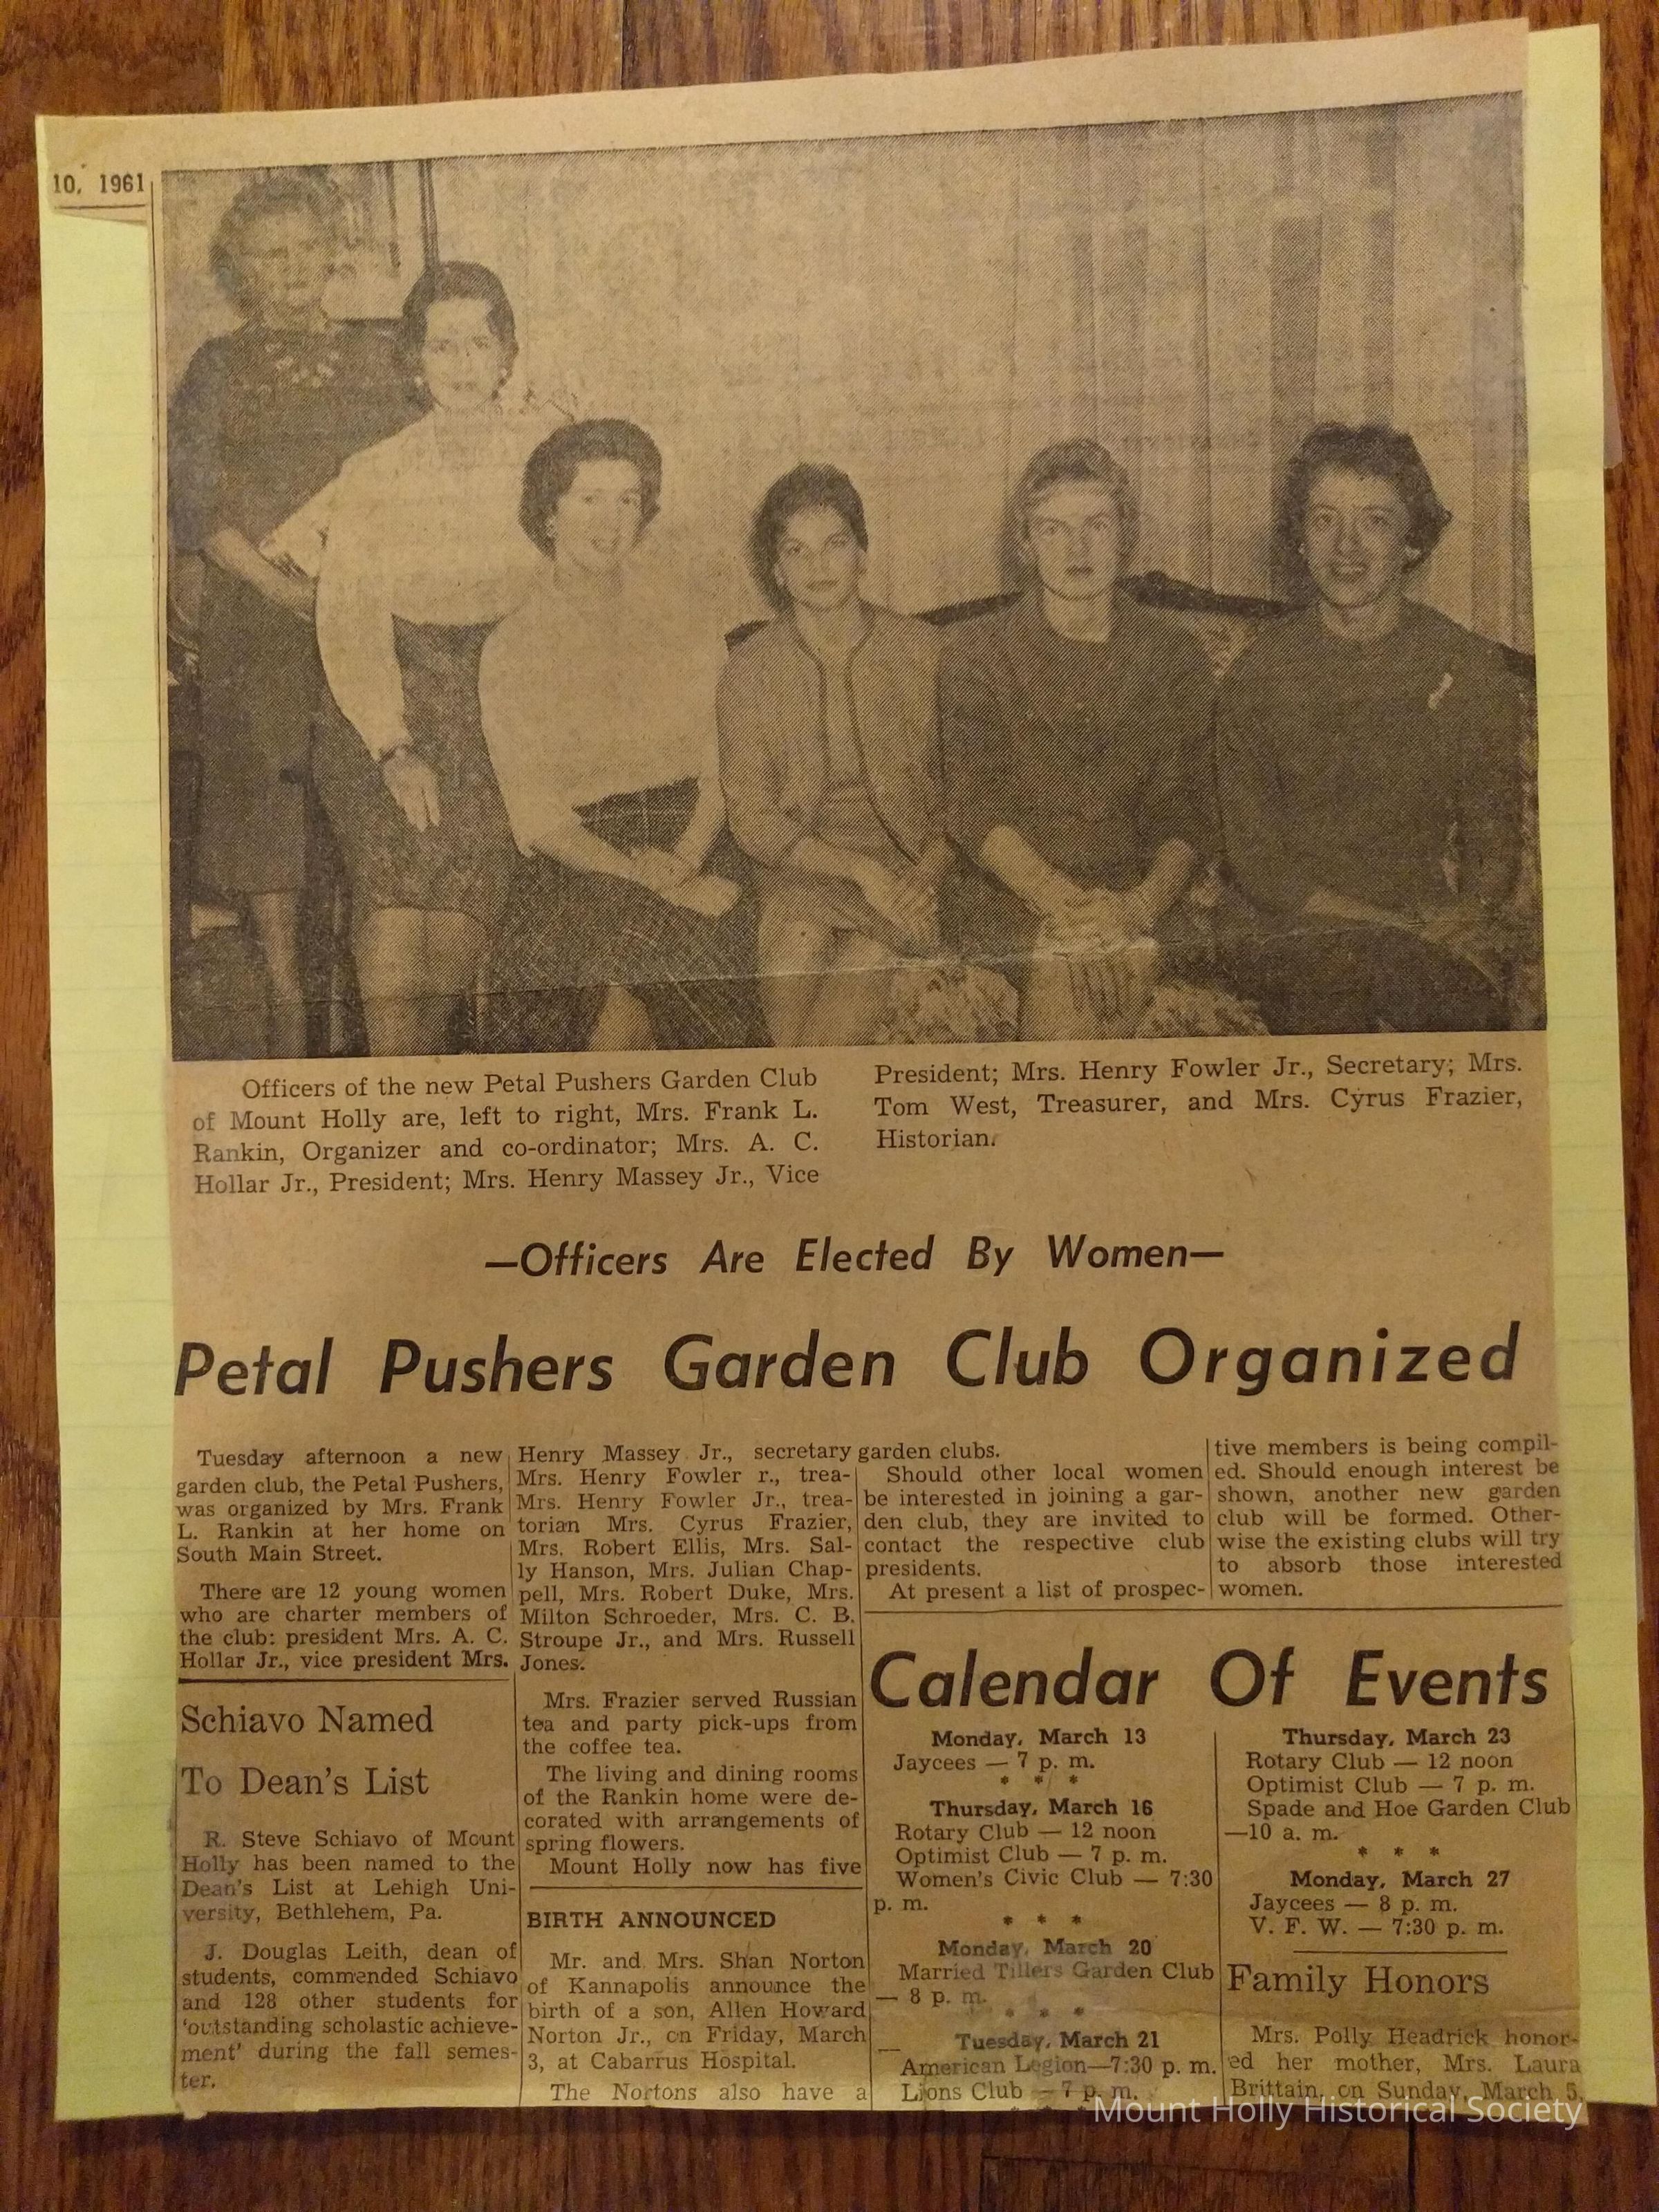 10, 1961
Officers of the new Petal Pushers Garden Club
of Mount Holly are, left to right, Mrs. Frank L.
Rankin, Organizer and co-ordinator; Mrs. A. C.
Hollar Jr., President; Mrs. Henry Massey Jr., Vice
President; Mrs. Henry Fowler Jr., Secretary; Mrs.
Tom West, Treasurer, and Mrs. Cyrus Frazier,
Historian.
—Officers Are Elected By Women—
Petal Pushers Garden Club Organized
Tuesday afternoon a new
garden club, the Petal Pushers,
was organized by Mrs. Frank
L. Rankin at her home on
South Main Street.
There are 12 young women
who are charter members of
the club: president Mrs. A. C.
Hollar Jr., vice president Mrs.
Henry Massey Jr., secretary
Mrs. Henry Fowler r., trea-
Mrs. Henry Fowler Jr., trea-
torian Mrs. Cyrus Frazier,
Mrs. Robert Ellis, Mrs. Sal-
ly Hanson, Mrs. Julian Chap-
pell, Mrs. Robert Duke, Mrs.
Milton Schroeder, Mrs. C. B.
Stroupe Jr., and Mrs. Russell
Jones.
Mrs. Frazier served Russian
tea and party pick-ups from
the coffee tea.
The living and dining rooms
of the Rankin home were de-
corated with arrangements of
spring flowers.
Mount Holly now has five
garden clubs.
Should other local women
be interested in joining a gar-
den club, they are invited to
contact the respective club
presidents.
At present a list of prospec-
tive members is being compil-
ed. Should enough interest be
shown, another new garden
club will be formed. Other-
wise the existing clubs will try
to absorb those interested
women.
Schiavo Named
To Dean's List
R. Steve Schiavo of Mount
Holly has been named to the
Dean's List at Lehigh Uni-
versity, Bethlehem, Pa.
J. Douglas Leith, dean of
students, commended Schiavo
and 128 other students for
'outstanding scholastic achieve-
ment' during the fall semes-
ter.
BIRTH ANNOUNCED
Mr. and Mrs. Shan Norton
of Kannapolis announce the
birth of a son, Allen Howard
Norton Jr., on Friday, March
3, at Cabarrus Hospital.
The Nortons also have a
Calendar Of Events
Monday, March 13
Jaycees — 7 p. m.
* * *
Thursday, March 16
Rotary Club — 12 noon
Optimist Club — 7 p. m.
Women's Civic Club — 7:30
p. m.
* * *
Monday, March 20
Married Tillers Garden Club
— 8 p. m.
* * *
Tuesday, March 21
American Legion—7:30 p. m.
Lions Club — 7 p. m.
Thursday, March 23
Rotary Club — 12 noon
Optimist Club — 7 p. m.
Spade and Hoe Garden Club
—10 a. m.
* * *
Monday, March 27
Jaycees — 8 p. m.
V. F. W. — 7:30 p. m.
Family Honors
Mrs. Polly Headrick honor-
ed her mother, Mrs. Laura
Brittain, on Sunday, March 5,
Mount Holly Historical Society